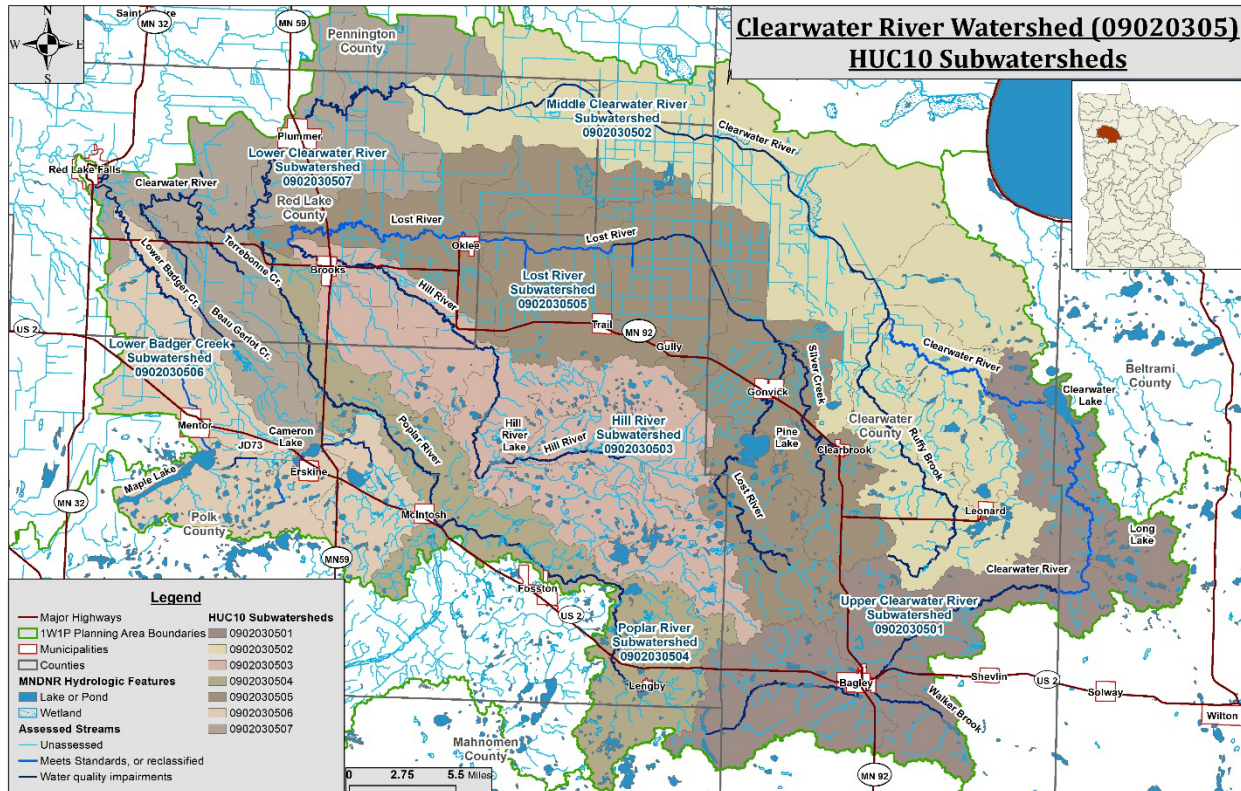 Clearwater River Watershed (09020305)
HUC10 Subwatersheds
N
W
E
S
MN 32
MN 59
Pennington
County
Middle Clearwater River
Subwatershed
0902030502
Clearwater River
Plummer
Lower Clearwater River
Subwatershed
0902030507
Red Lake Falls
Clearwater River
Red Lake
County
Lost River
Lost River
Oklee
Lower Badger Cr.
Terrebonne Cr.
Brooks
Lost River
Subwatershed
0902030505
Hill River
Beau Gerlot Cr.
US 2
Trail
MN 92
Gully
Lower Badger Creek
Subwatershed
0902030506
Silver Creek
Clearwater River
Beltrami
County
Clearwater
Lake
Gonvick
Mentor
Cameron
Lake
JD73
Poplar River
Hill
River
Lake
Hill River
Hill River
Subwatershed
0902030503
Pine
Lake
Clearwater
County
Clearbrook
Ruffy Brook
Erskine
Maple Lake
Lost River
MN 32
Polk
County
McIntosh
Leonard
Long
Lake
MN59
Clearwater River
Fosston
US 2
Upper Clearwater River
Subwatershed
0902030501
Poplar River
Subwatershed
0902030504
Lengby
Bagley
Shevlin
US 2
Solway
Wilton
Walker Brook
Mahnomen
County
MN 92
0 2.75 5.5 Miles
Legend
Major Highways
1W1P Planning Area Boundaries
Municipalities
Counties
MNDNR Hydrologic Features
Lake or Pond
Wetland
Assessed Streams
Unassessed
Meets Standards, or reclassified
Water quality impairments
HUC10 Subwatersheds
0902030501
0902030502
0902030503
0902030504
0902030505
0902030506
0902030507